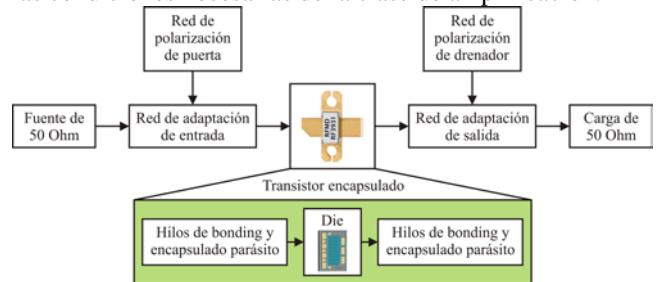 Red de
polarización
de puerta
Red de
polarización
de drenador
Fuente de
50 Ohm
Red de adaptación
de entrada
RFMD
RF3931
Red de adaptación
de salida
Carga de
50 Ohm
Transistor encapsulado
Hilos de bonding y
encapsulado parásito
Die
Hilos de bonding y
encapsulado parásito